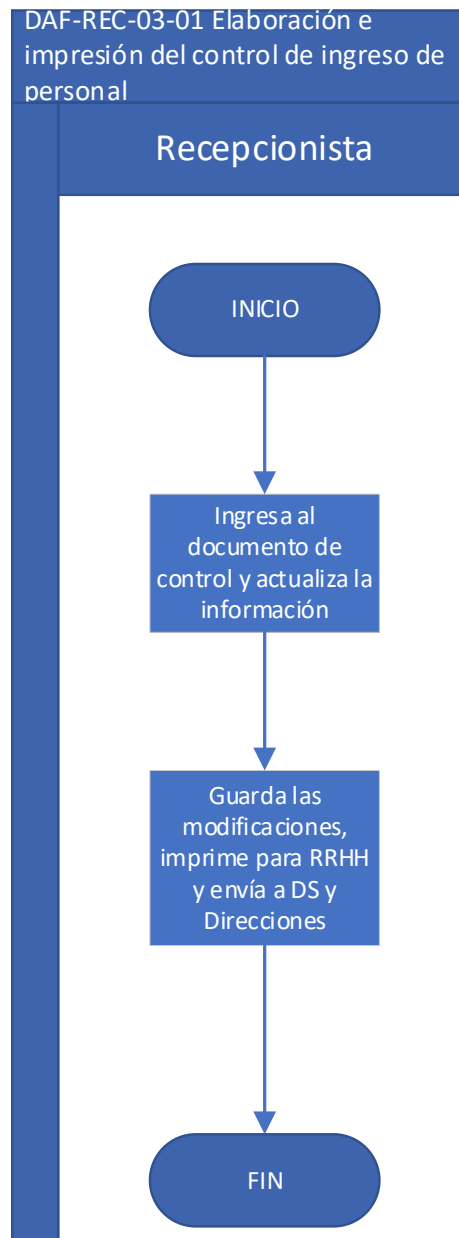 DAF-REC-03-01 Elaboración e
impresión del control de ingreso de
personal
Recepcionista
INICIO
Ingresa al
documento de
control y actualiza la
información
Guarda las
modificaciones,
imprime para RRHH
y envía a DS y
Direcciones
FIN